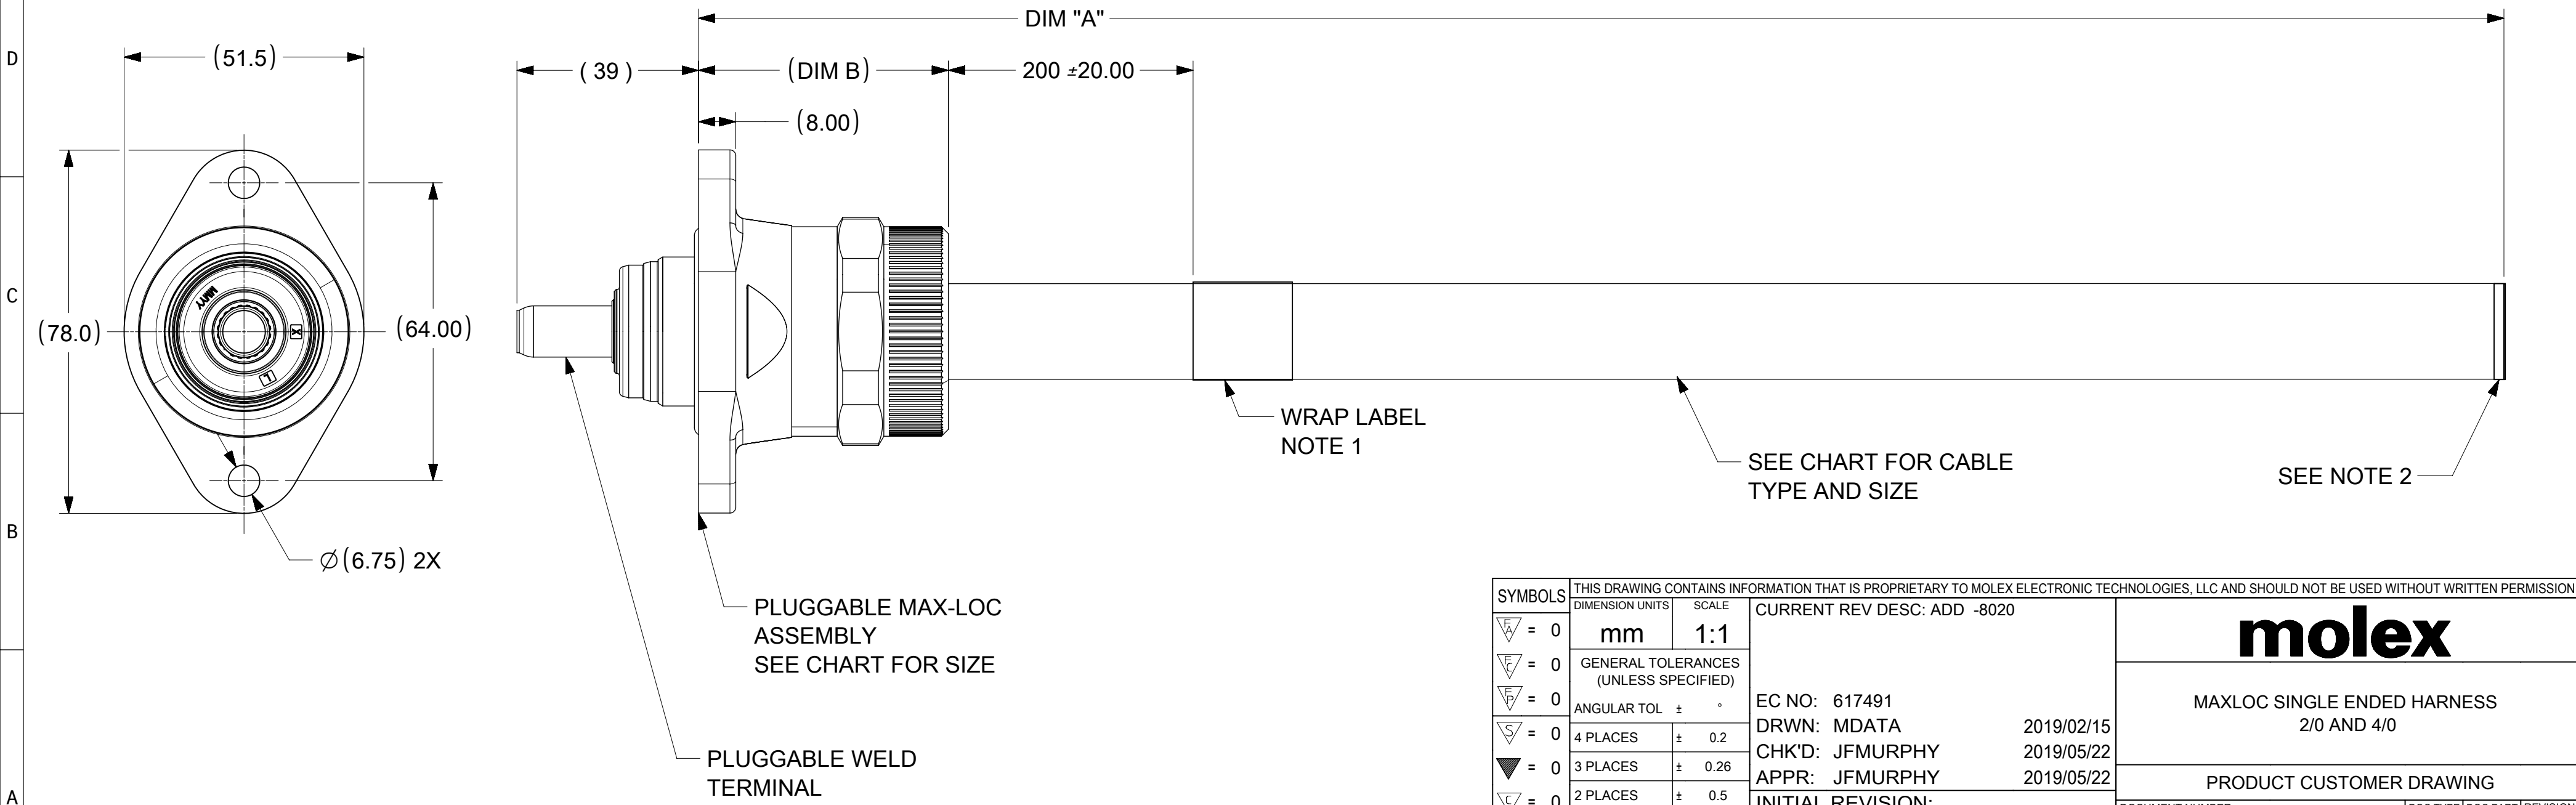 DIM "A"
D
(51.5)
( 39 )
(DIM B)
200 ±20.00
(8.00)
C
(78.0)
(64.00)
MMYY
X
1
WRAP LABEL
NOTE 1
SEE CHART FOR CABLE
TYPE AND SIZE
SEE NOTE 2
B
Ø(6.75) 2X
PLUGGABLE MAX-LOC
ASSEMBLY
SEE CHART FOR SIZE
PLUGGABLE WELD
TERMINAL
A
SYMBOLS
THIS DRAWING CONTAINS INFORMATION THAT IS PROPRIETARY TO MOLEX ELECTRONIC TECHNOLOGIES, LLC AND SHOULD NOT BE USED WITHOUT WRITTEN PERMISSION
DIMENSION UNITS
SCALE
mm
1:1
CURRENT REV DESC: ADD -8020
molex
F A = 0
F C = 0
F P = 0
S = 0
= 0
C = 0
GENERAL TOLERANCES
(UNLESS SPECIFIED)
ANGULAR TOL ± °
4 PLACES ± 0.2
3 PLACES ± 0.26
2 PLACES ± 0.5
EC NO: 617491
DRWN: MDATA 2019/02/15
CHK'D: JFMURPHY 2019/05/22
APPR: JFMURPHY 2019/05/22
INITIAL REVISION:
MAXLOC SINGLE ENDED HARNESS
2/0 AND 4/0
PRODUCT CUSTOMER DRAWING